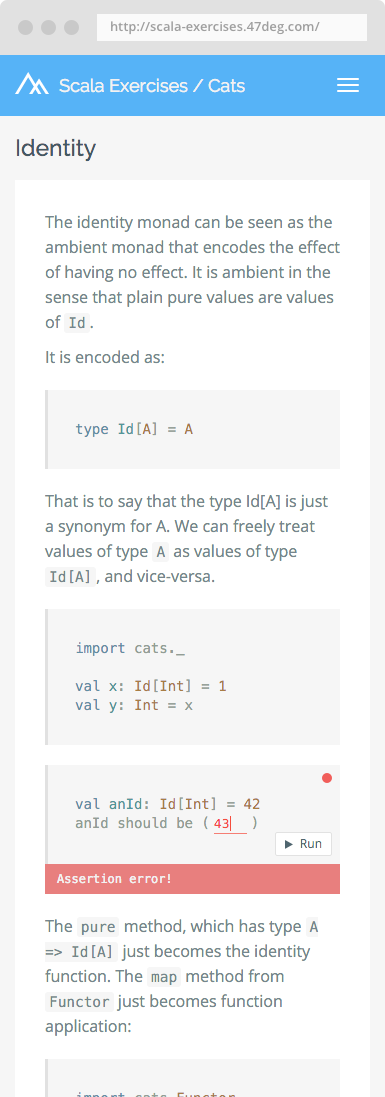 http://scala-exercises.47deg.com/
Scala Exercises / Cats
Identity
The identity monad can be seen as the
ambient monad that encodes the effect
of having no effect. It is ambient in the
sense that plain pure values are values
of Id.
It is encoded as:
type Id[A] = A
That is to say that the type Id[A] is just
a synonym for A. We can freely treat
values of type A as values of type
Id[A], and vice-versa.
import cats._
val x: Id[Int] = 1
val y: Int = x
val anId: Id[Int] = 42
anId should be (43)
Run
Assertion error!
The pure method, which has type A
=> Id[A] just becomes the identity
function. The map method from
Functor just becomes function
application:
import cats.Functor